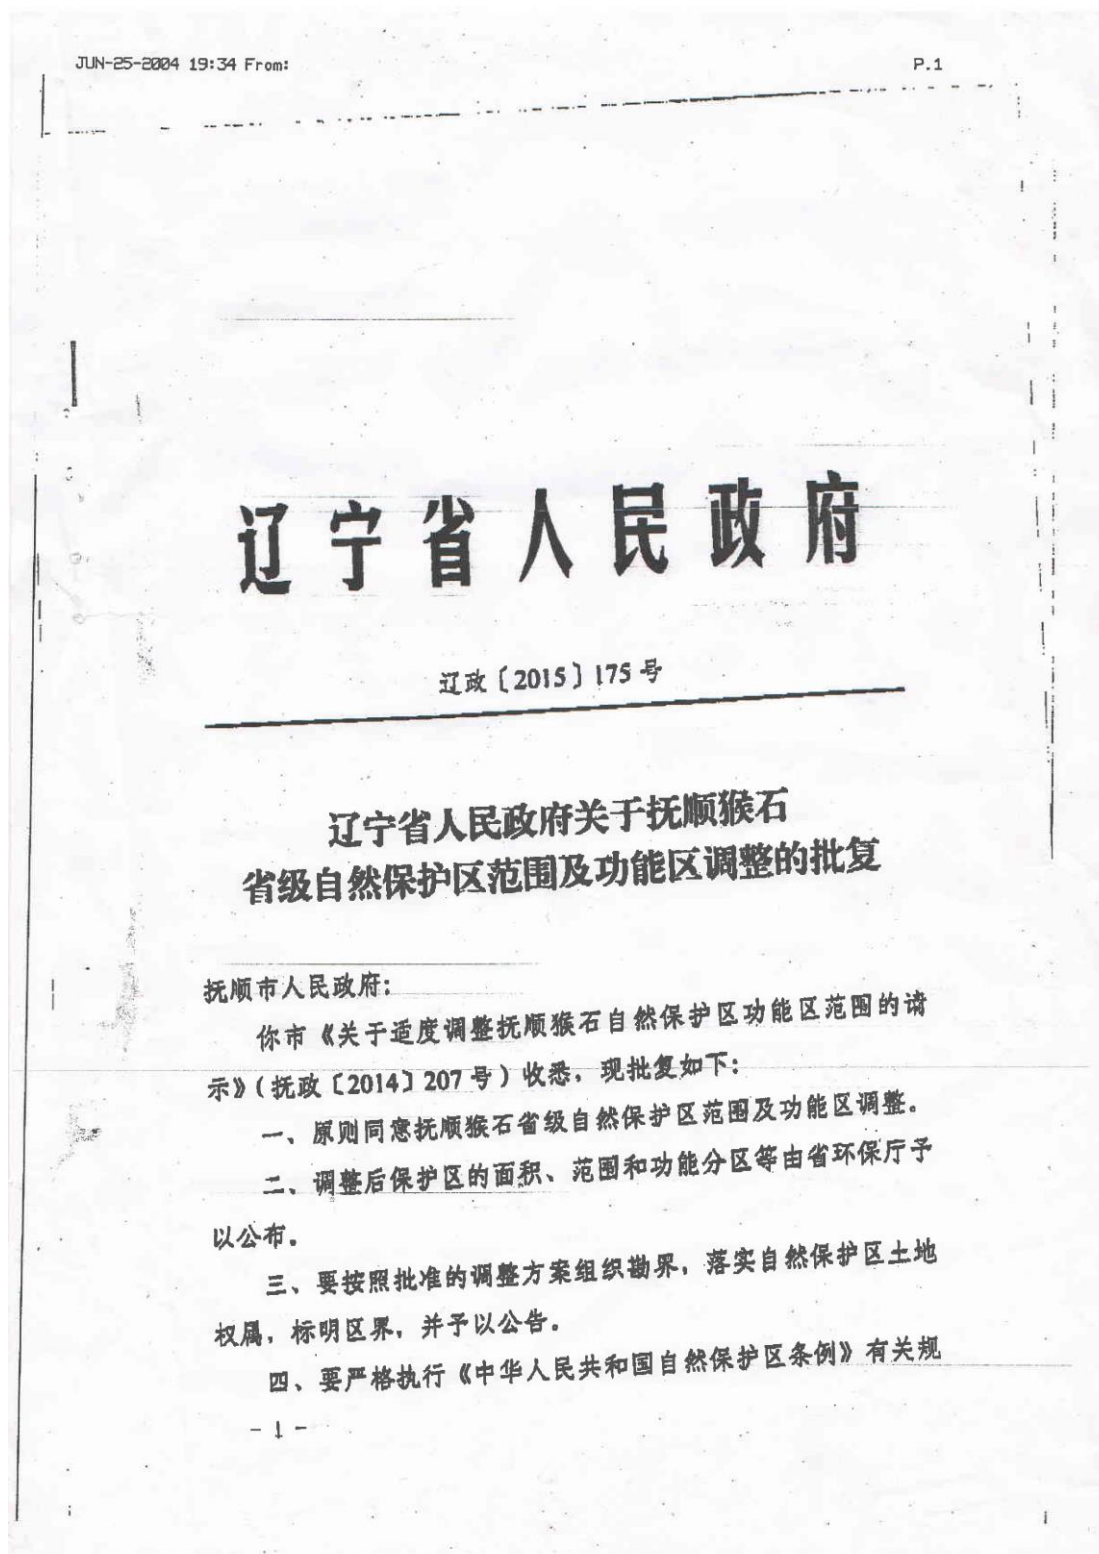 JUN-25-2004 19:34 From:
P.1
辽宁省人民政府
辽政〔2015〕175号
辽宁省人民政府关于抚顺猴石
省级自然保护区范围及功能区调整的批复
抚顺市人民政府:
你市《关于适度调整抚顺猴石自然保护区功能区范围的请
示》(抚政〔2014〕207号)收悉,现批复如下:
一、原则同意抚顺猴石省级自然保护区范围及功能区调整。
二、调整后保护区的面积、范围和功能分区等由省环保厅予
以公布。
三、要按照批准的调整方案组织勘界,落实自然保护区土地
权属,标明区界,并予以公告。
四、要严格执行《中华人民共和国自然保护区条例》有关规
-1-